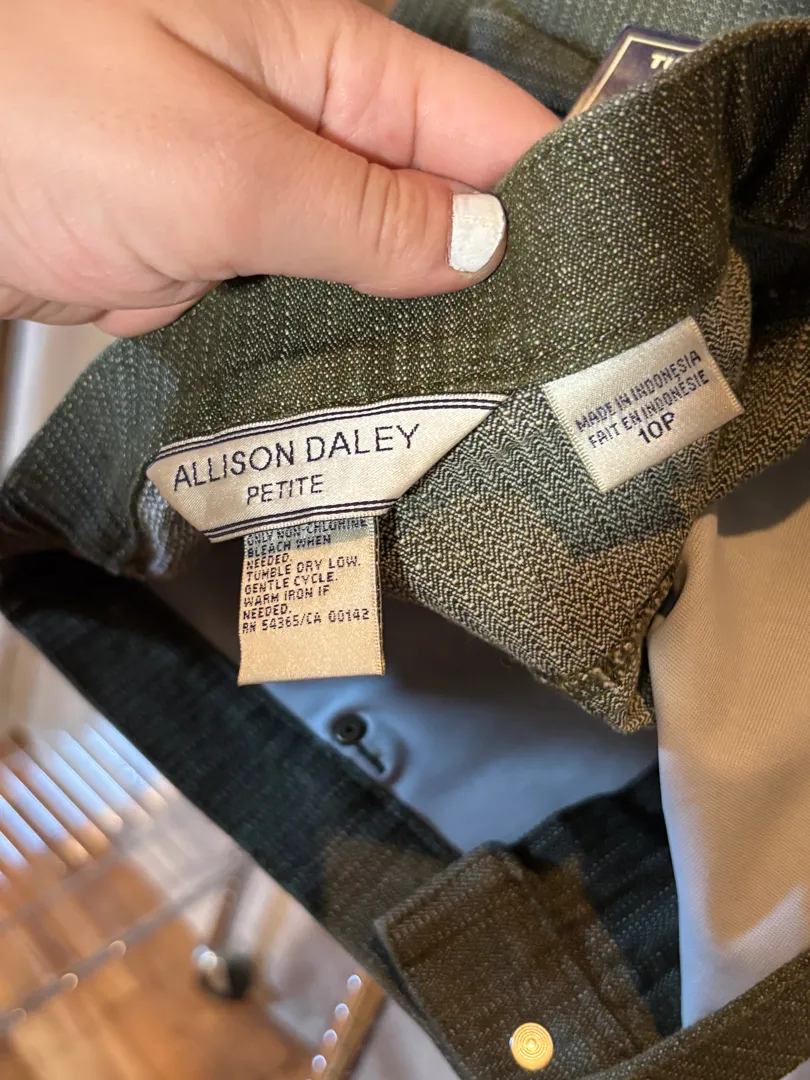 ALLISON DALEY
PETITE
ONLY NON-CHLORINE
BLEACH WHEN
NEEDED.
TUMBLE DRY LOW.
GENTLE CYCLE.
WARM IRON IF
NEEDED.
RN 54365/CA 00142
MADE IN INDONESIA
FAIT EN INDONÉSIE
10P